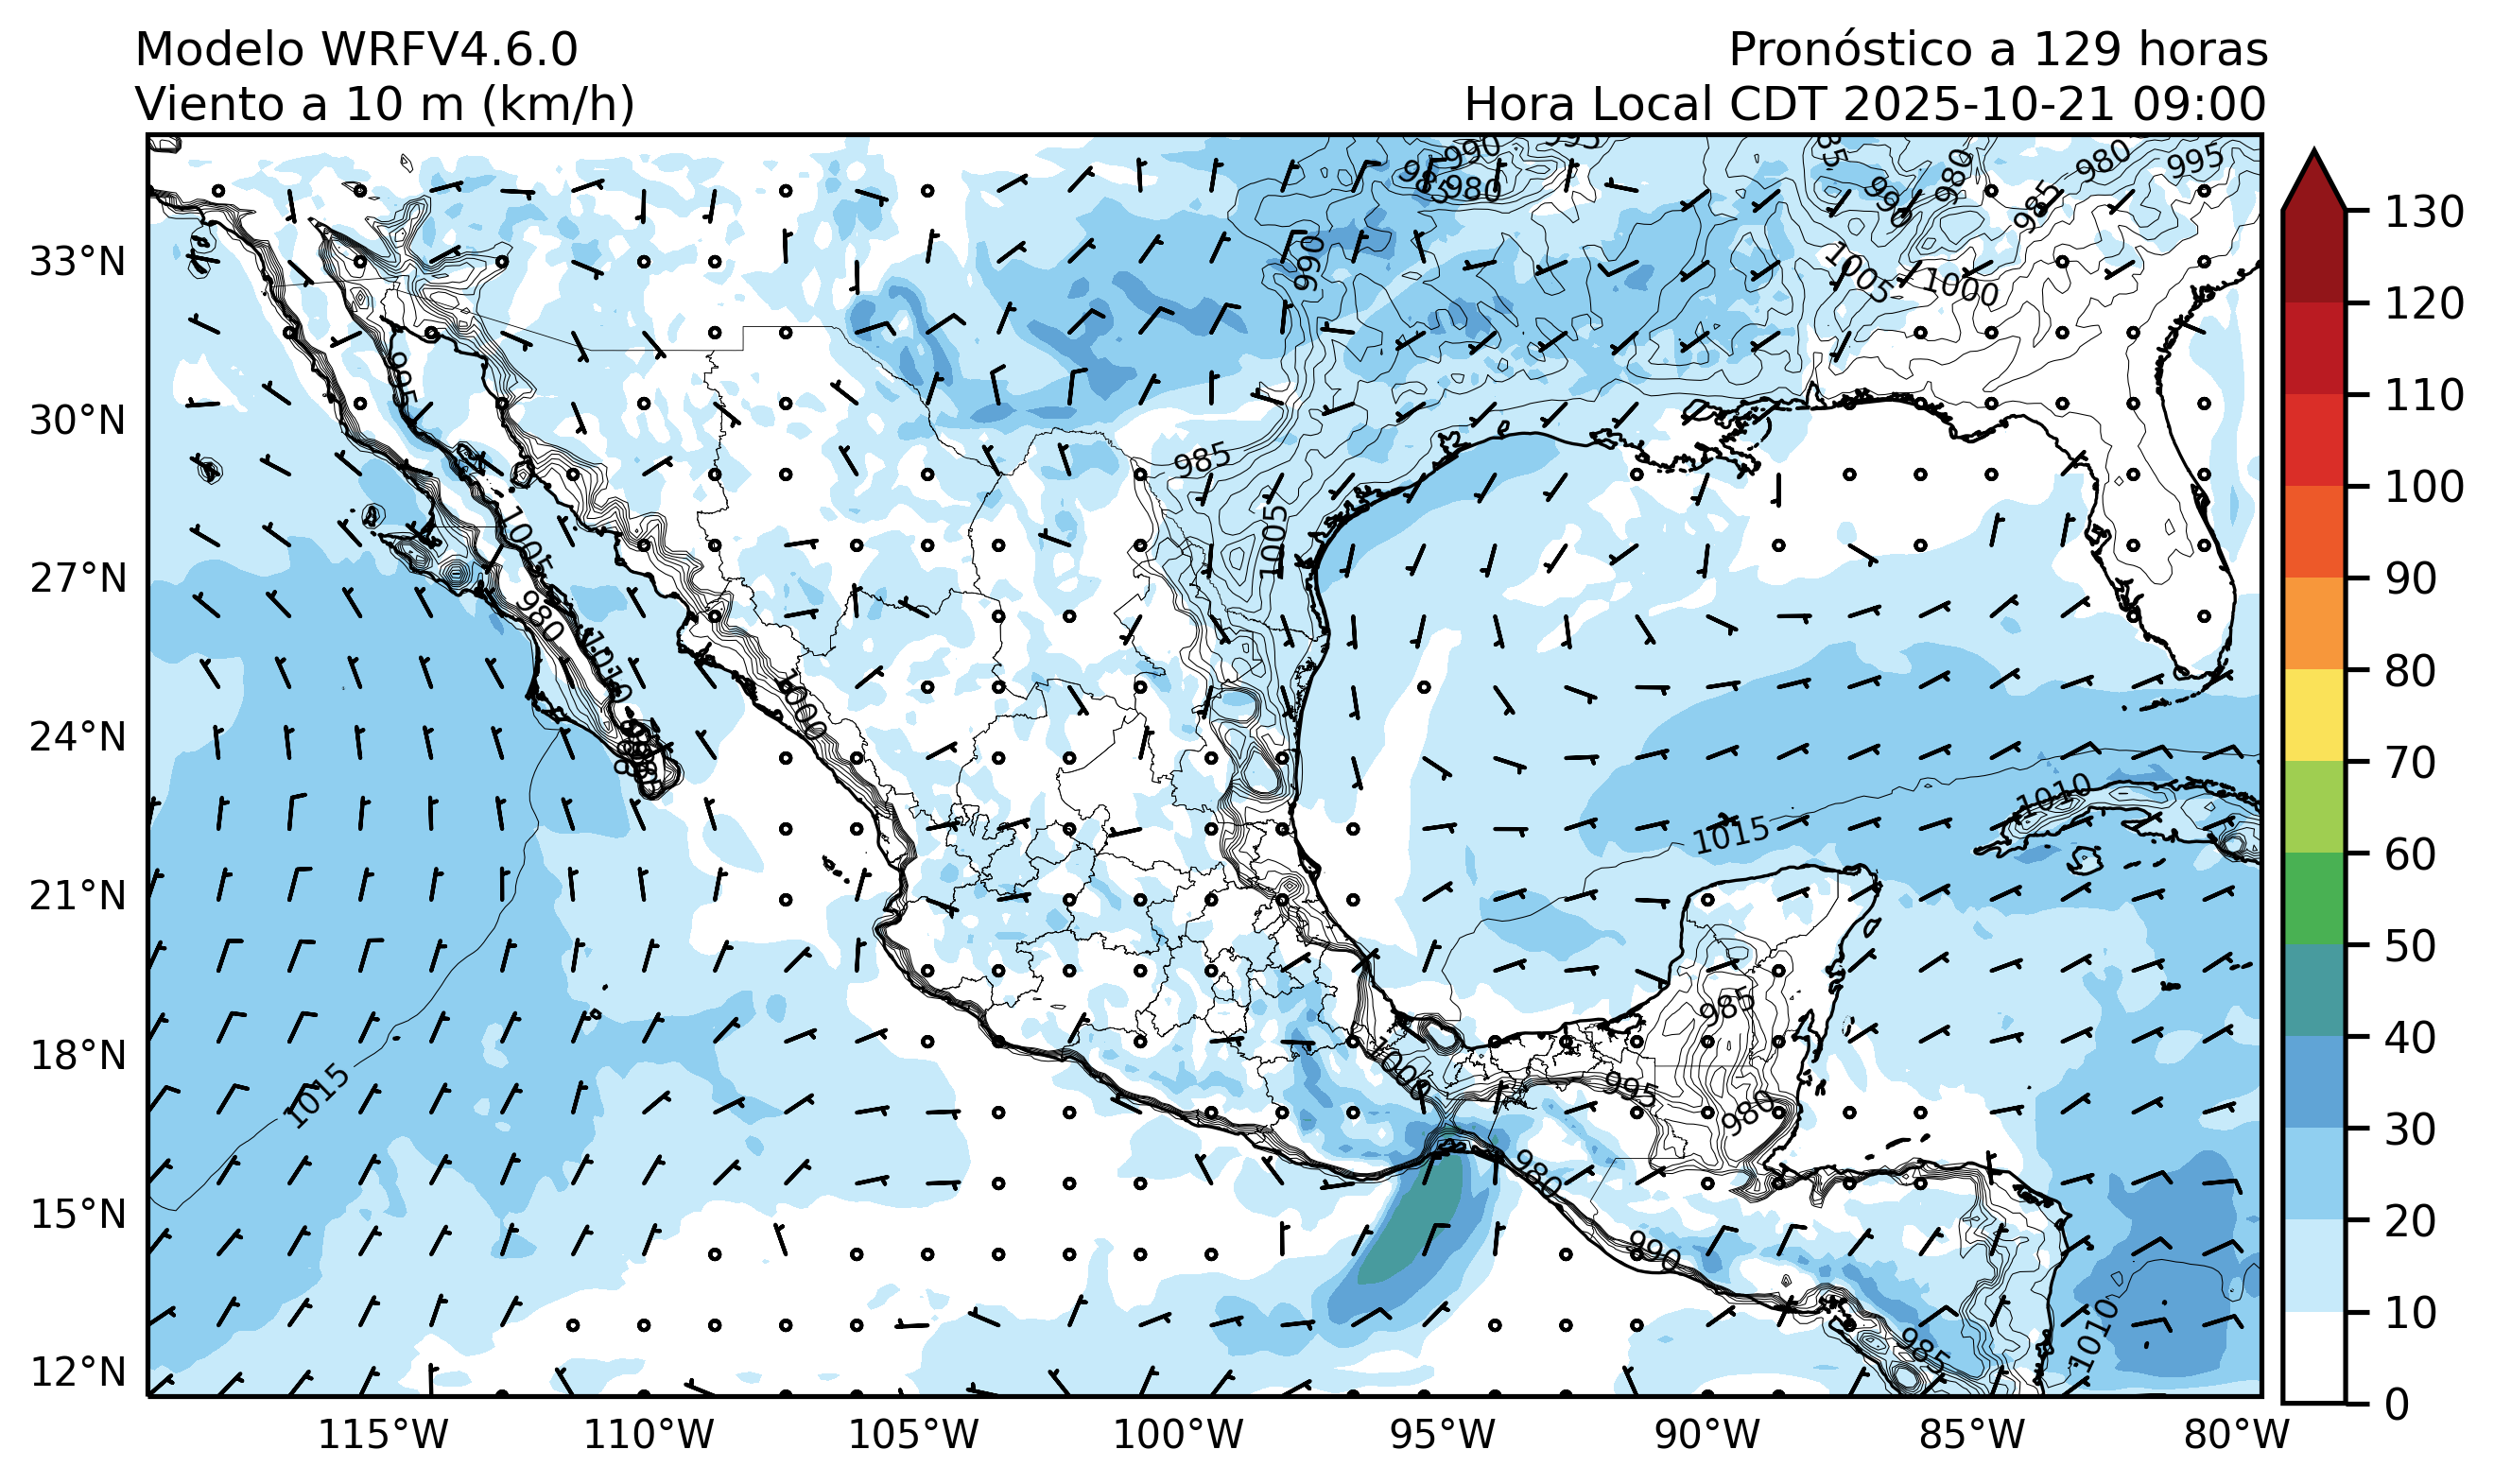 Modelo WRFV4.6.0
Pronóstico a 129 horas
Viento a 10 m (km/h)
Hora Local CDT 2025-10-21 09:00
990
995
985
980
985
980
995
980
985
990
990
1005
1000
33°N
995
30°N
985
1005
1005
27°N
980
1010
1000
24°N
1010
1015
21°N
985
18°N
1000
995
1015
980
980
15°N
990
1010
985
12°N
115°W
110°W
105°W
100°W
95°W
90°W
85°W
80°W
130
120
110
100
90
80
70
60
50
40
30
20
10
0